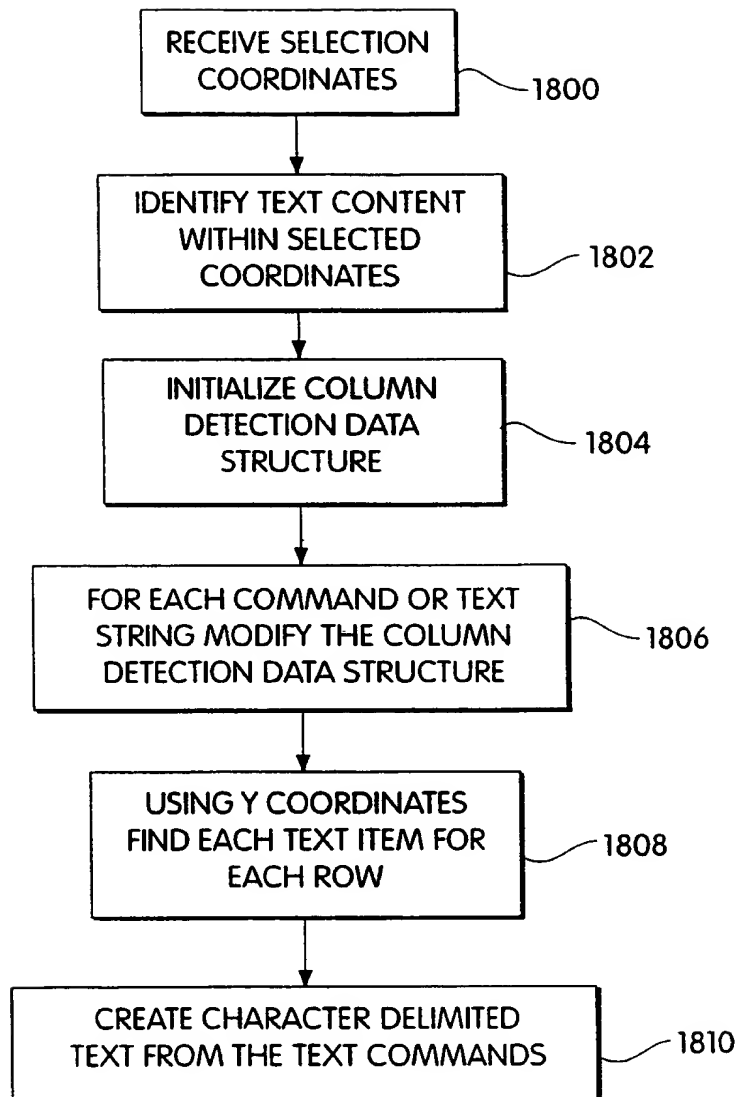 RECEIVE SELECTION
COORDINATES
1800
IDENTIFY TEXT CONTENT
WITHIN SELECTED
COORDINATES
1802
INITIALIZE COLUMN
DETECTION DATA
STRUCTURE
1804
FOR EACH COMMAND OR TEXT
STRING MODIFY THE COLUMN
DETECTION DATA STRUCTURE
1806
USING Y COORDINATES
FIND EACH TEXT ITEM FOR
EACH ROW
1808
CREATE CHARACTER DELIMITED
TEXT FROM THE TEXT COMMANDS
1810